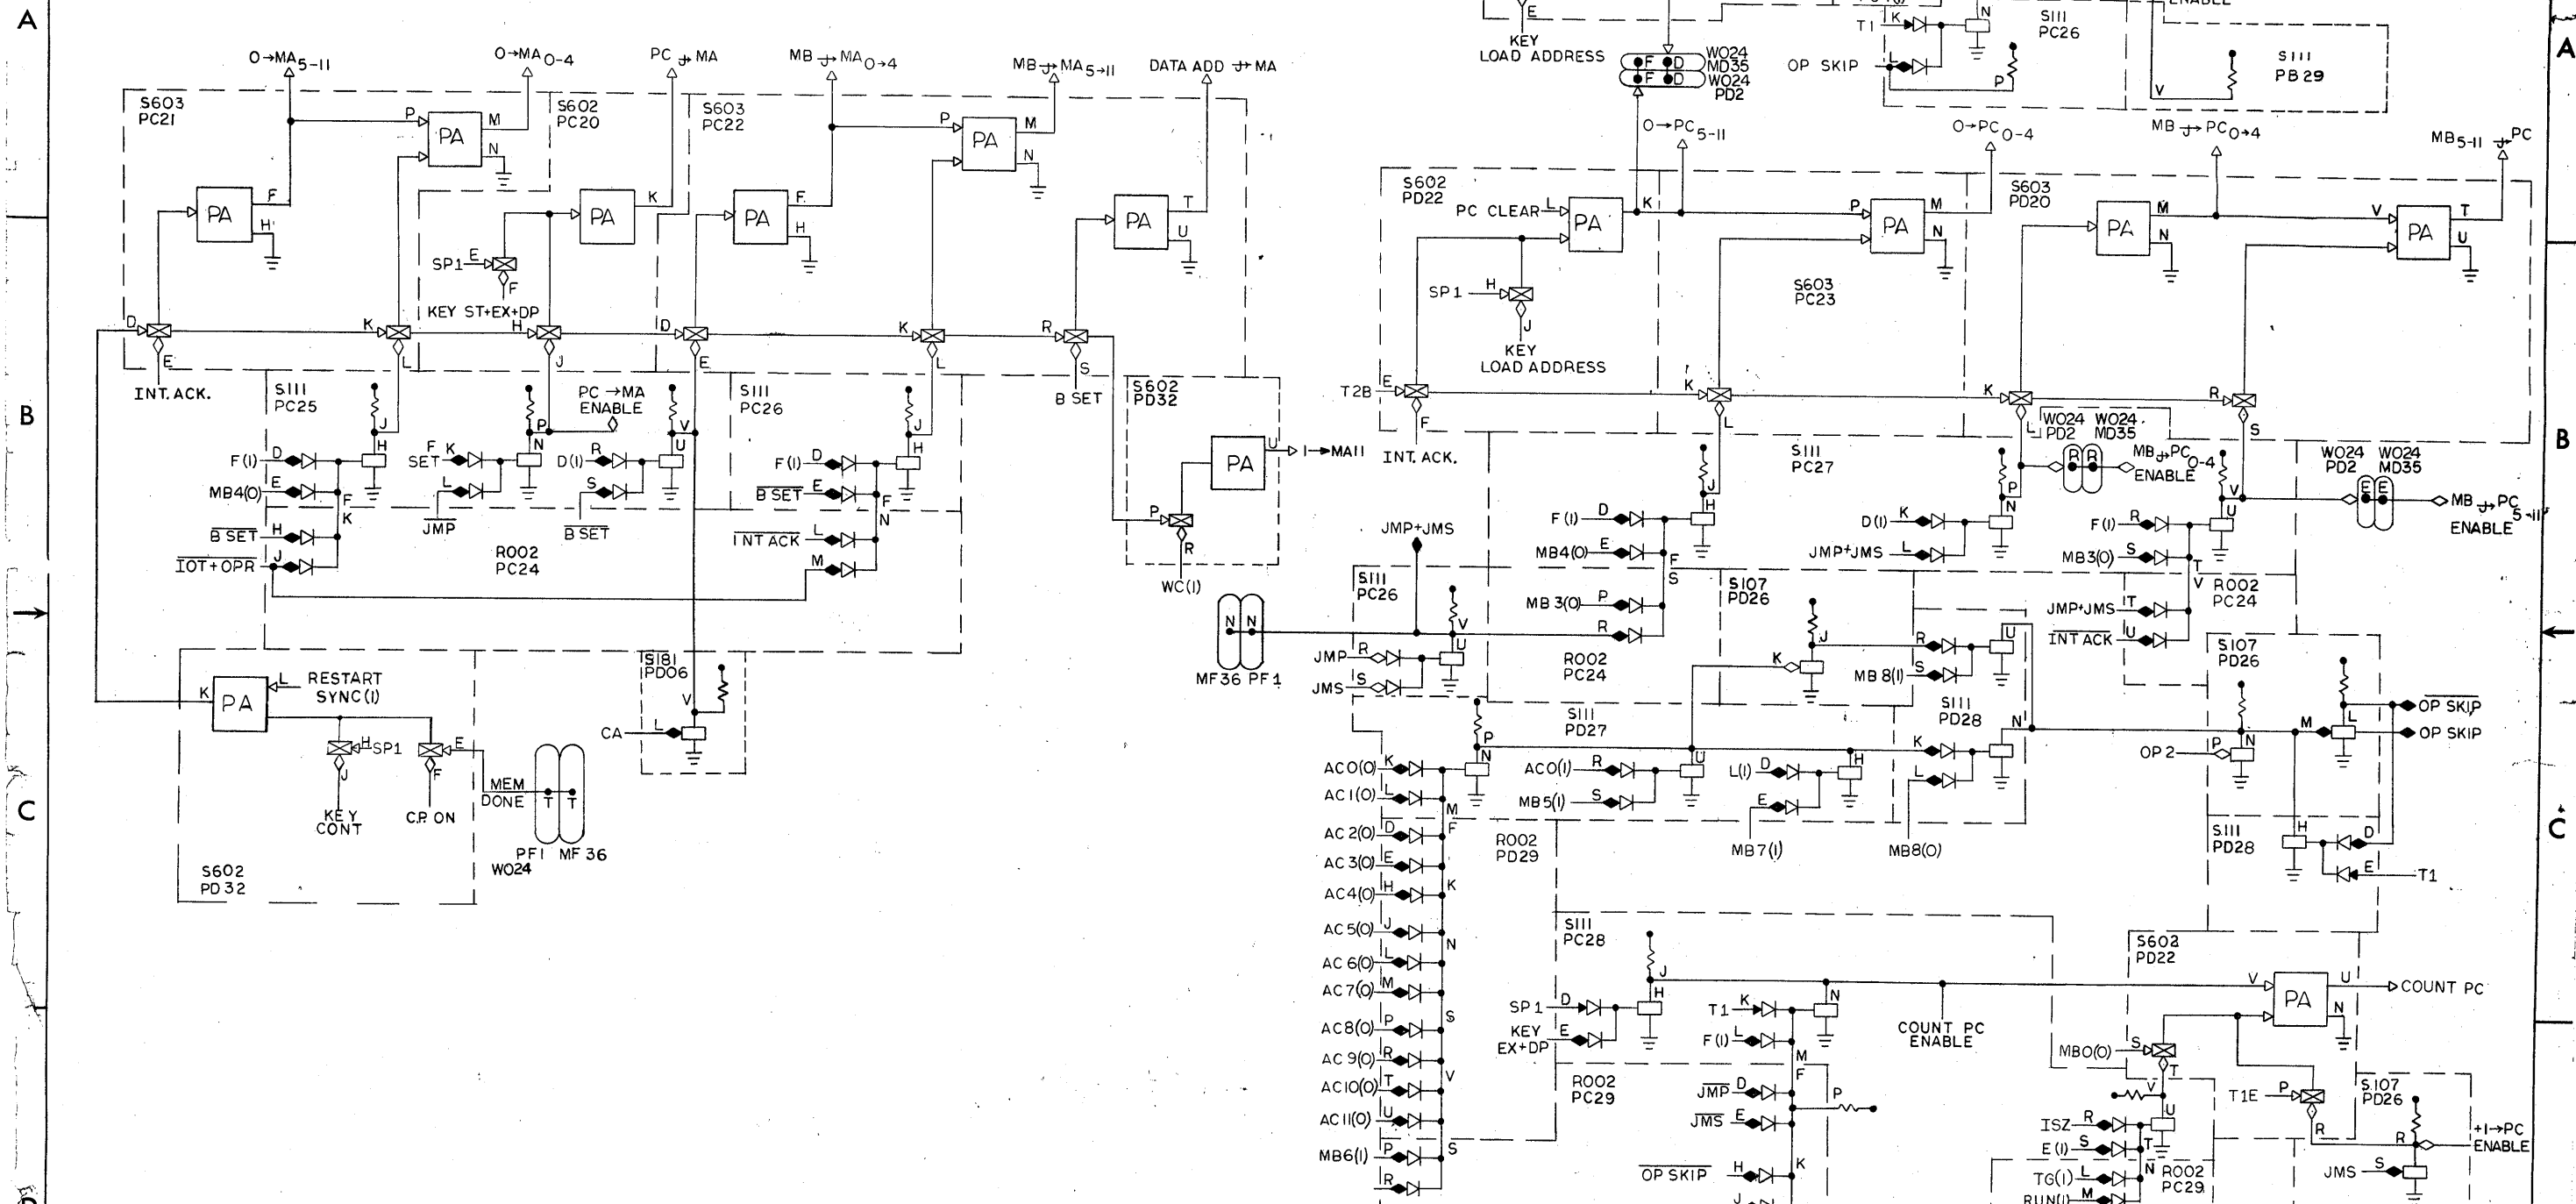 A
A
B
B
C
C
O→MA5-11
O→MA0-4
PC J→ MA
MB J→ MA0→4
MB J→ MA5→11
DATA ADD J→ MA
S603
PC21
S602
PC20
S603
PC22
PA
F
H
P
PA
M
N
PA
K
PA
F
H
P
PA
M
N
PA
T
U
SP1
E
F
KEY ST+EX+DP
D
E
K
L
H
J
D
E
K
L
R
S
INT. ACK.
B SET
S111
PC25
PC→MA
ENABLE
S111
PC26
S602
PD32
F(1) D
MB4(0) E
B SET H
IOT+OPR J
J
H
F
K
F
SET K
L
JMP
P
N
D(1) R
S
B SET
V
U
R002
PC24
F(1) D
B SET E
INT ACK L
M
J
H
F
N
PA
U
1→MA11
P
R
WC(1)
S181
PD06
V
CA L
K
PA
L
RESTART
SYNC(1)
H
SP1
J
KEY
CONT
E
F
C.P. ON
MEM
DONE
T T
PF1 MF36
W024
S602
PD32
N N
MF36 PF1
E
KEY
LOAD ADDRESS
F D
F D
W024
MD35
W024
PD2
T1 K
N
OP SKIP L
P
S111
PC26
ENABLE
V
S111
PB29
O→PC5-11
O→PC0-4
MB J→PC0→4
MB5-11 J→PC
S602
PD22
PC CLEAR L
PA
K
SP1 H
J
KEY
LOAD ADDRESS
P
PA
M
N
S603
PC23
S603
PD20
PA
M
N
V
PA
T
U
T2B E
F
K
L
K
L
R
S
INT. ACK.
S111
PC27
W024
PD2
W024
MD35
R R
MB J→PC0-4
ENABLE
W024
PD2
W024
MD35
E E
MB J→PC5-11
ENABLE
F(1) D
MB4(0) E
MB3(0) P
R
J
H
F
S
D(1) K
JMP+JMS L
P
N
F(1) R
MB3(0) S
V
U
T
V
JMP+JMS T
INT ACK U
R002
PC24
JMP+JMS
S111
PC26
JMP R
JMS S
V
U
R002
PC24
S107
PD26
K
J
R
MB8(1) S
U
S111
PD28
S111
PD27
S107
PD26
OP SKIP
OP SKIP
M
L
OP 2 P
N
AC0(0) K
AC1(0) L
AC2(0) D
AC3(0) E
AC4(0) H
AC5(0) J
AC6(0) L
AC7(0) M
AC8(0) P
AC9(0) R
AC10(0) T
AC11(0) U
MB6(1) P
R
P
N
M
F
K
N
S
V
S
AC0(1) R
MB5(1) S
U
L(1) D
E
H
MB7(1)
K
L
N
MB8(0)
R002
PD29
S111
PD28
H
D
E
T1
S111
PC28
SP1 D
KEY
EX+DP E
J
H
T1 K
F(1) L
N
M
F
R002
PC29
JMP D
JMS E
P
OP SKIP H
K
J
COUNT PC
ENABLE
S602
PD22
V
PA
U
N
COUNT PC
MB0(0) S
T
V
U
ISZ R
E(1) S
T
N
TG(1) L
RUN(1) M
R002
PC29
T1E P
R
S107
PD26
R
+1→PC
ENABLE
JMS S